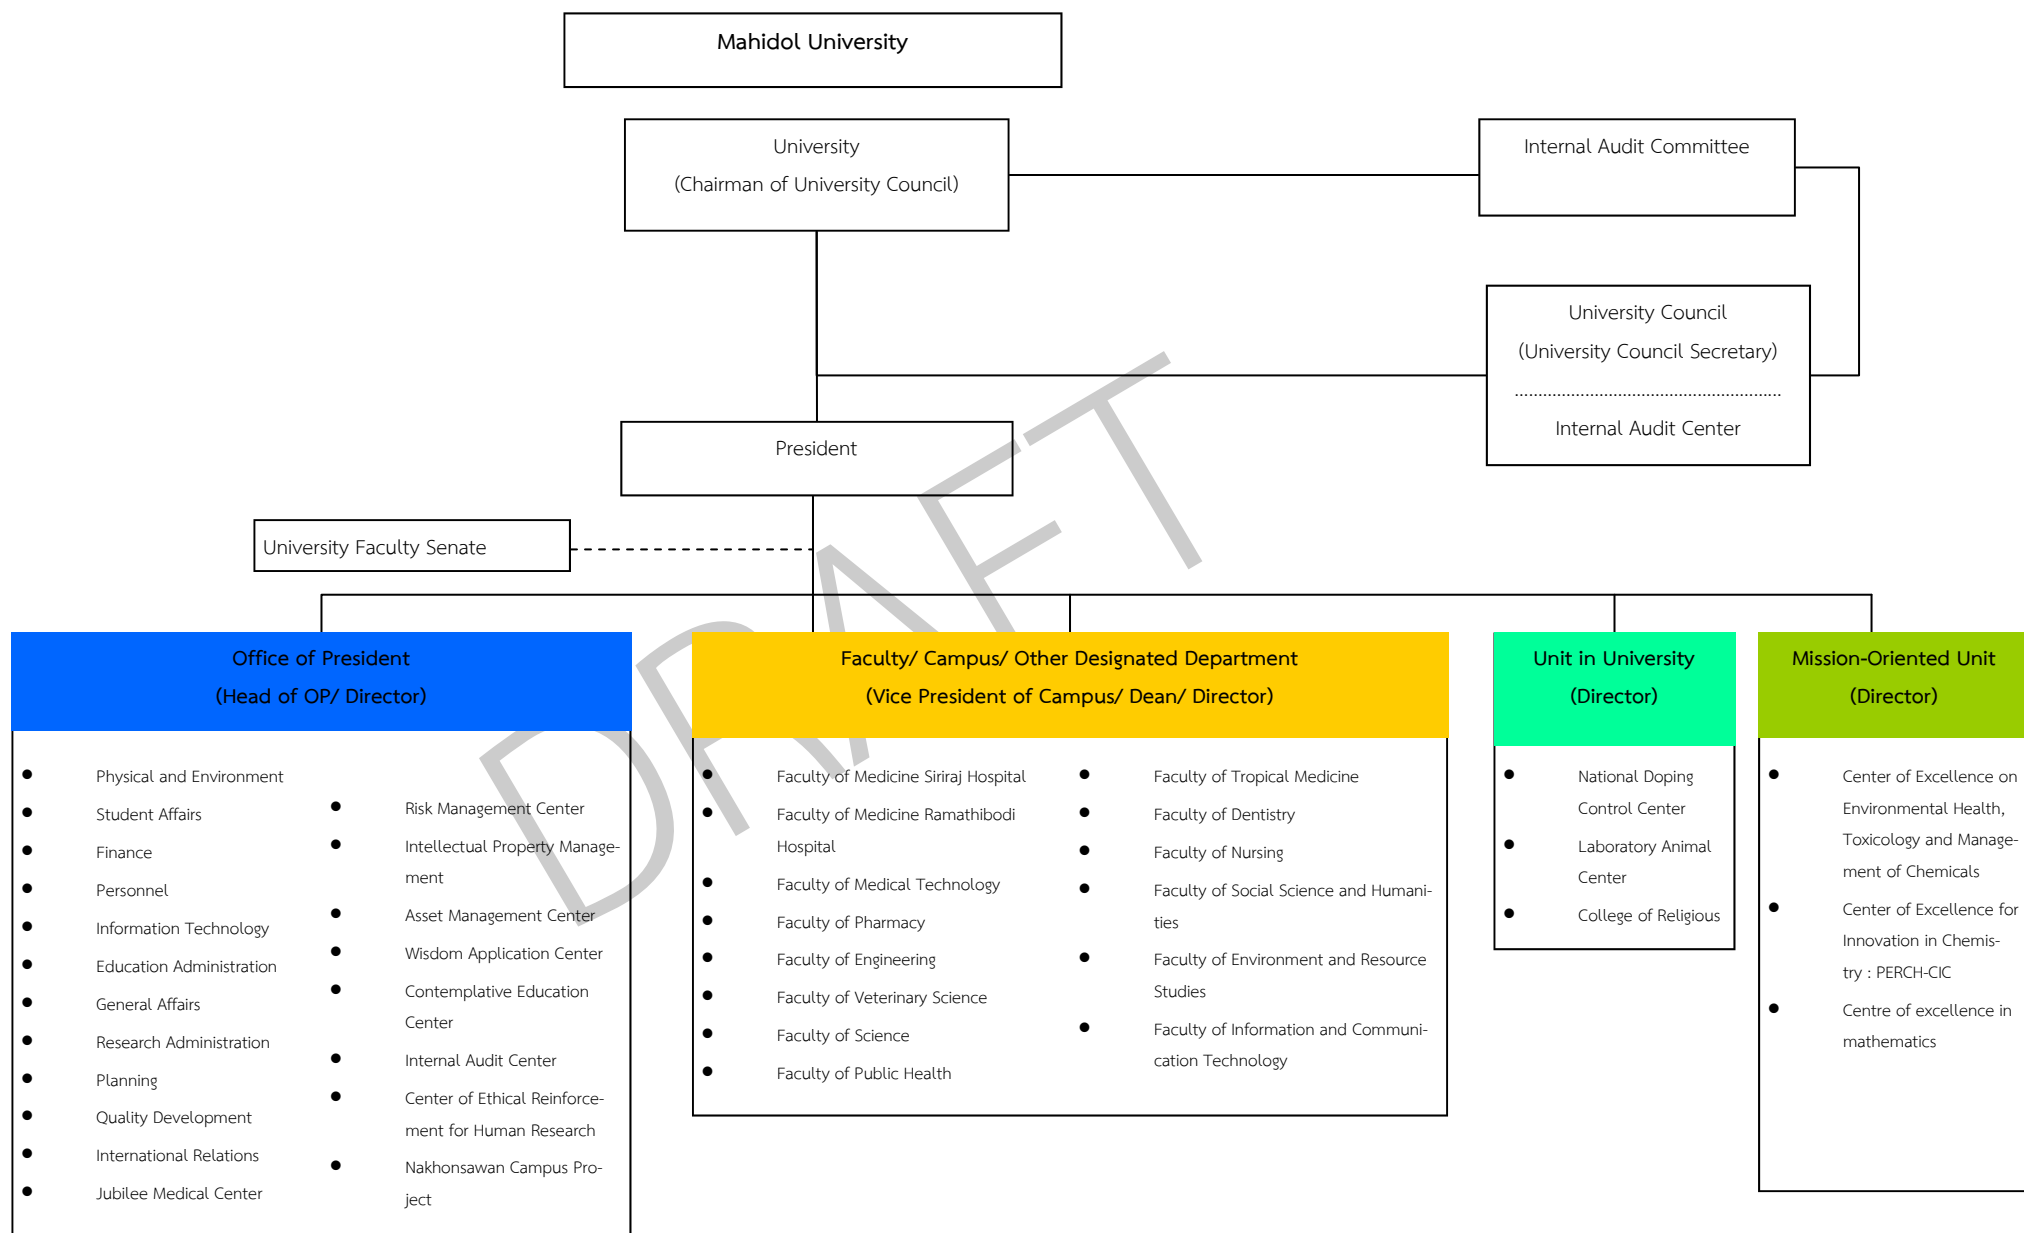 Mahidol University
University
(Chairman of University Council)
Internal Audit Committee
University Council
(University Council Secretary)
................................................
Internal Audit Center
President
University Faculty Senate
DRAFT
Office of President
(Head of OP/ Director)
● Physical and Environment
● Student Affairs
● Finance
● Personnel
● Information Technology
● Education Administration
● General Affairs
● Research Administration
● Planning
● Quality Development
● International Relations
● Jubilee Medical Center
● Risk Management Center
● Intellectual Property Manage-
ment
● Asset Management Center
● Wisdom Application Center
● Contemplative Education
Center
● Internal Audit Center
● Center of Ethical Reinforce-
ment for Human Research
● Nakhonsawan Campus Pro-
ject
Faculty/ Campus/ Other Designated Department
(Vice President of Campus/ Dean/ Director)
● Faculty of Medicine Siriraj Hospital
● Faculty of Medicine Ramathibodi
Hospital
● Faculty of Medical Technology
● Faculty of Pharmacy
● Faculty of Engineering
● Faculty of Veterinary Science
● Faculty of Science
● Faculty of Public Health
● Faculty of Tropical Medicine
● Faculty of Dentistry
● Faculty of Nursing
● Faculty of Social Science and Humani-
ties
● Faculty of Environment and Resource
Studies
● Faculty of Information and Communi-
cation Technology
Unit in University
(Director)
● National Doping
Control Center
● Laboratory Animal
Center
● College of Religious
Mission-Oriented Unit
(Director)
● Center of Excellence on
Environmental Health,
Toxicology and Manage-
ment of Chemicals
● Center of Excellence for
Innovation in Chemis-
try : PERCH-CIC
● Centre of excellence in
mathematics